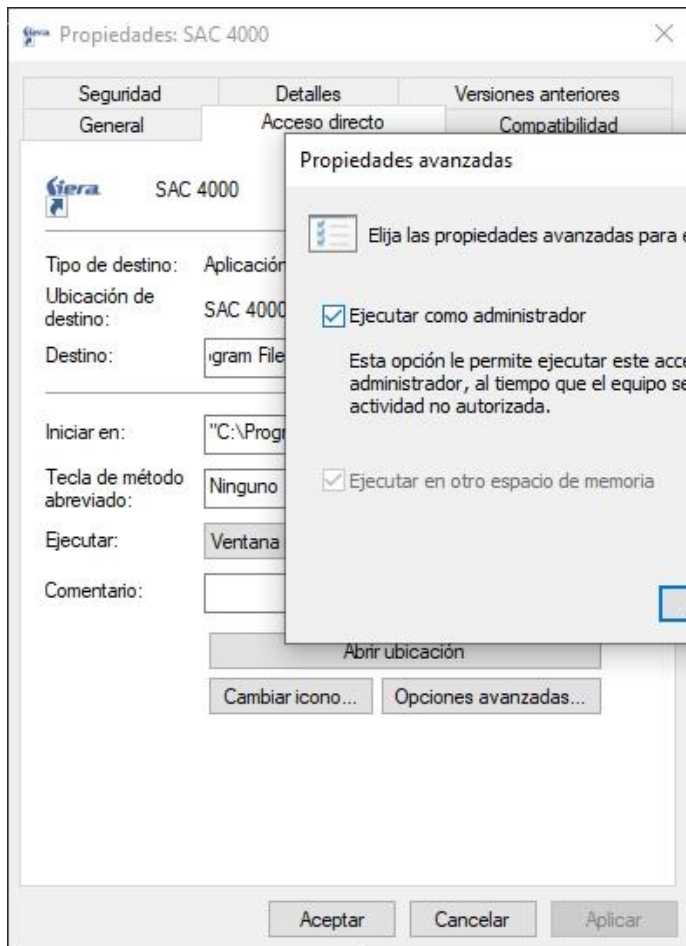 Propiedades: SAC 4000
Seguridad Detalles Versiones anteriores
General Acceso directo Compatibilidad
Propiedades avanzadas
Siera SAC 4000
Elija las propiedades avanzadas para
Tipo de destino: Aplicación
Ubicación de
destino:
SAC 4000
Ejecutar como administrador
Destino: gram File
Esta opción le permite ejecutar este acce
administrador, al tiempo que el equipo se
actividad no autorizada.
Iniciar en: "C:\Progr
Tecla de método
abreviado:
Ninguno
Ejecutar en otro espacio de memoria
Ejecutar: Ventana
Comentario:
Abrir ubicación
Cambiar icono... Opciones avanzadas...
Aceptar Cancelar Aplicar